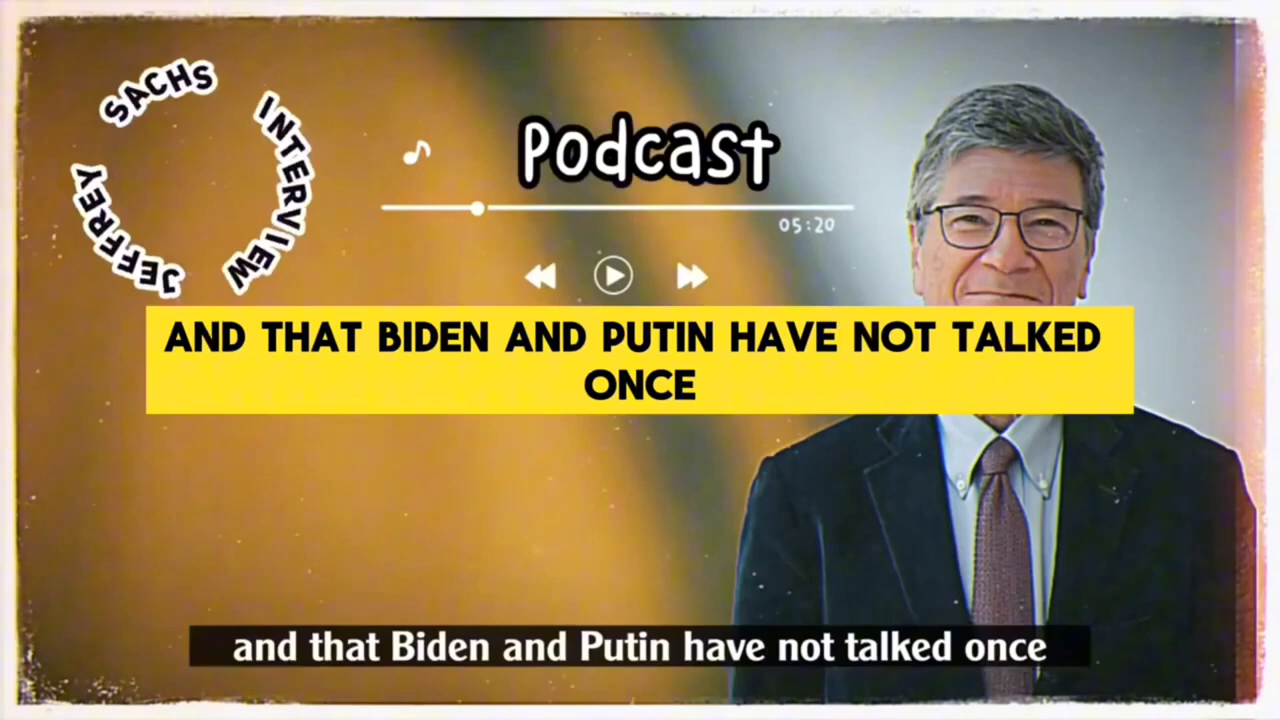 JEFFREY SACHS INTERVIEW
Podcast
05:20
AND THAT BIDEN AND PUTIN HAVE NOT TALKED
ONCE
and that Biden and Putin have not talked once